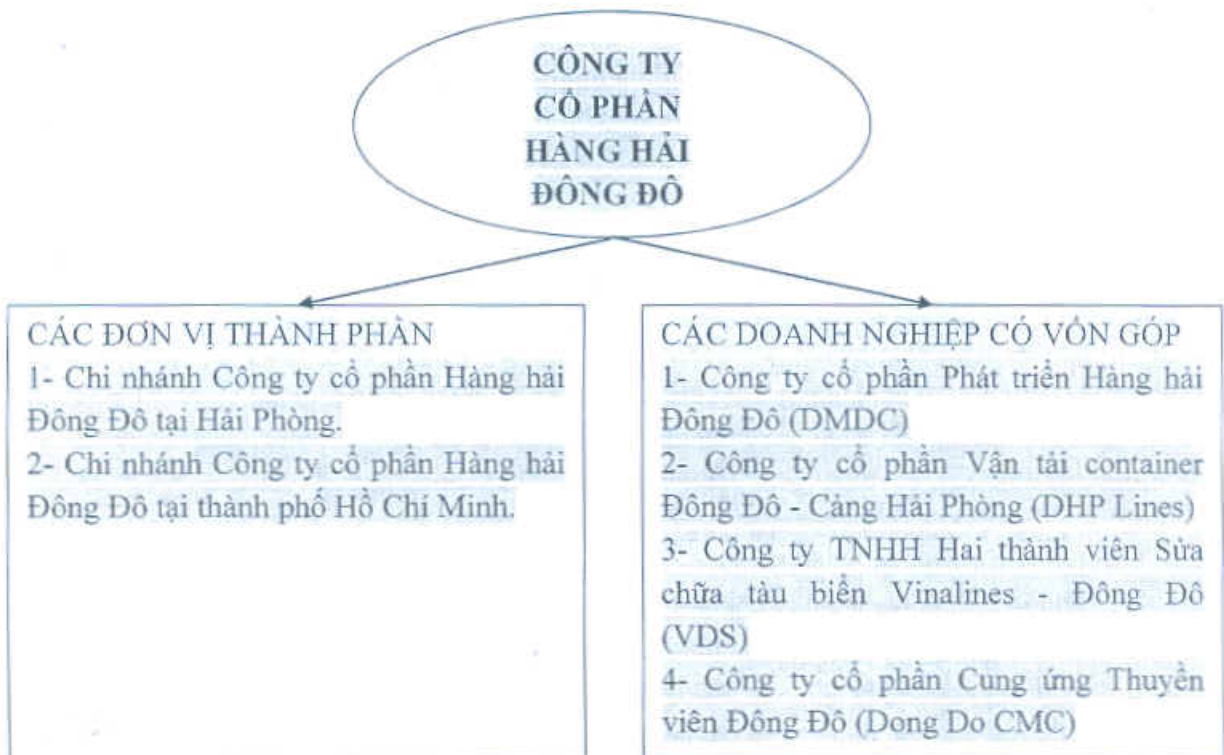 CÔNG TY
CỔ PHẦN
HÀNG HẢI
ĐÔNG ĐÔ
CÁC ĐƠN VỊ THÀNH PHẦN
1- Chi nhánh Công ty cổ phần Hàng hải
Đông Đô tại Hải Phòng.
2- Chi nhánh Công ty cổ phần Hàng hải
Đông Đô tại thành phố Hồ Chí Minh.
CÁC DOANH NGHIỆP CÓ VỐN GÓP
1- Công ty cổ phần Phát triển Hàng hải
Đông Đô (DMDC)
2- Công ty cổ phần Vận tải container
Đông Đô - Cảng Hải Phòng (DHP Lines)
3- Công ty TNHH Hai thành viên Sửa
chữa tàu biển Vinalines - Đông Đô
(VDS)
4- Công ty cổ phần Cung ứng Thuyền
viên Đông Đô (Dong Do CMC)